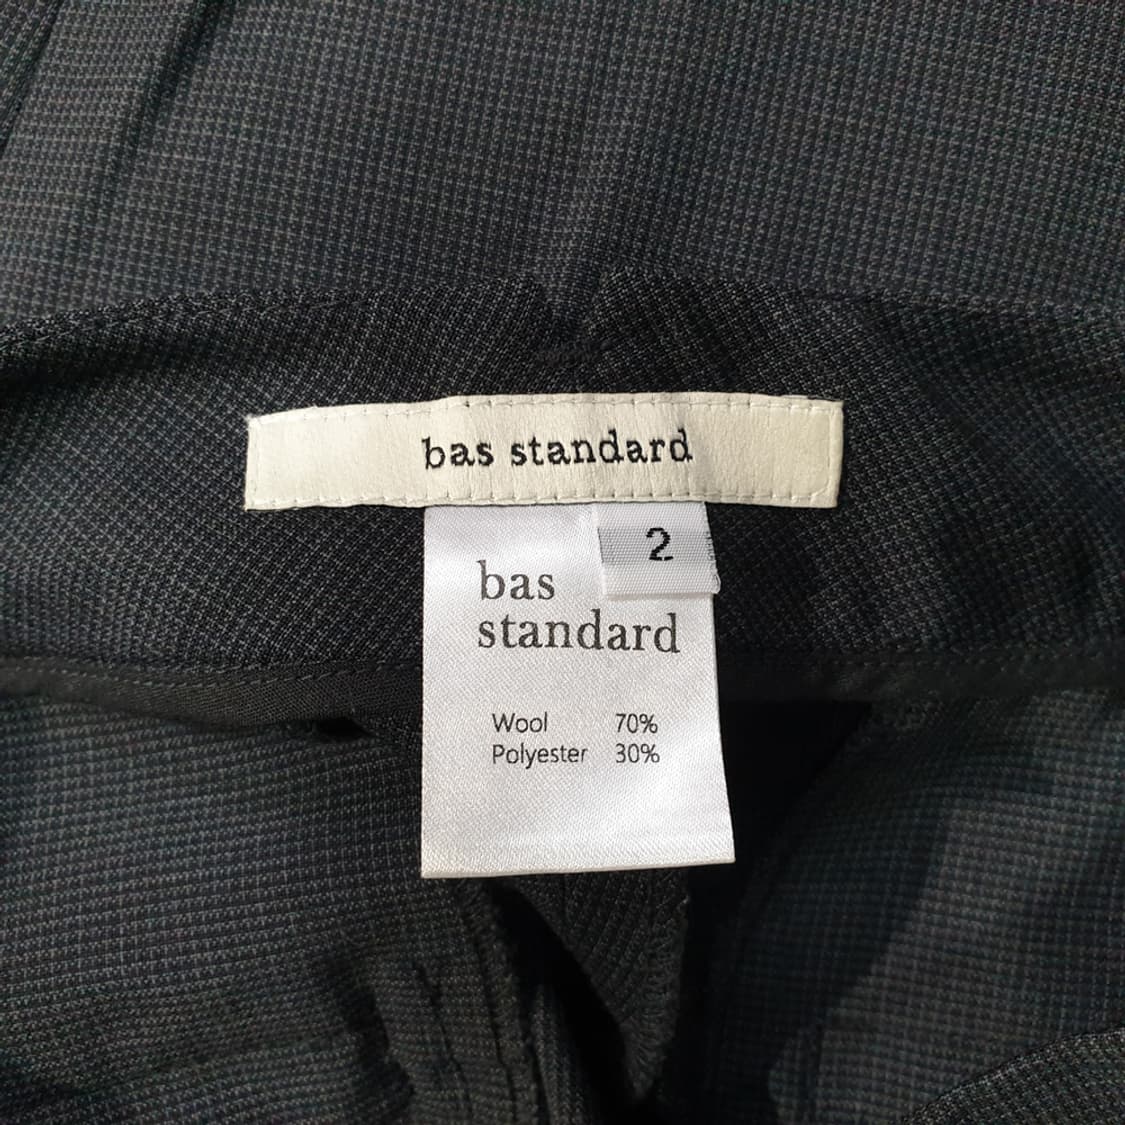 bas standard
2
bas
standard
Wool 70%
Polyester 30%